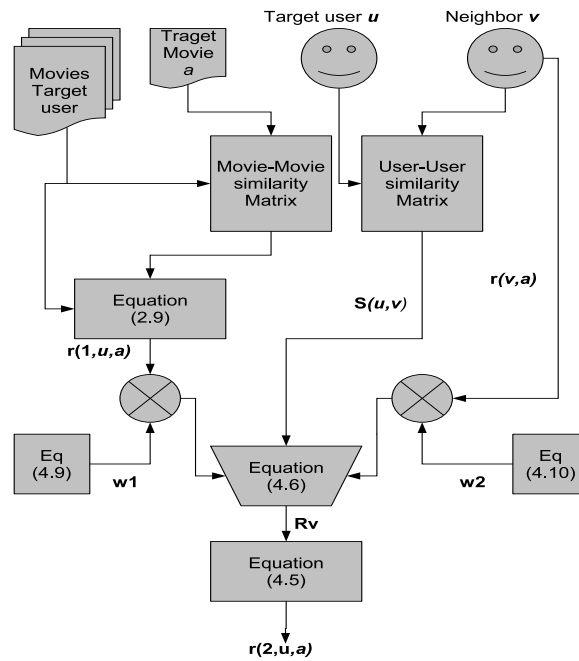 Target user u
Neighbor v
Traget
Movie
a
Movies
Target
user
Movie-Movie
similarity
Matrix
User-User
similarity
Matrix
r(v,a)
S(u,v)
Equation
(2.9)
r(1,u,a)
Eq
(4.9)
w1
Equation
(4.6)
w2
Eq
(4.10)
Rv
Equation
(4.5)
r(2,u,a)